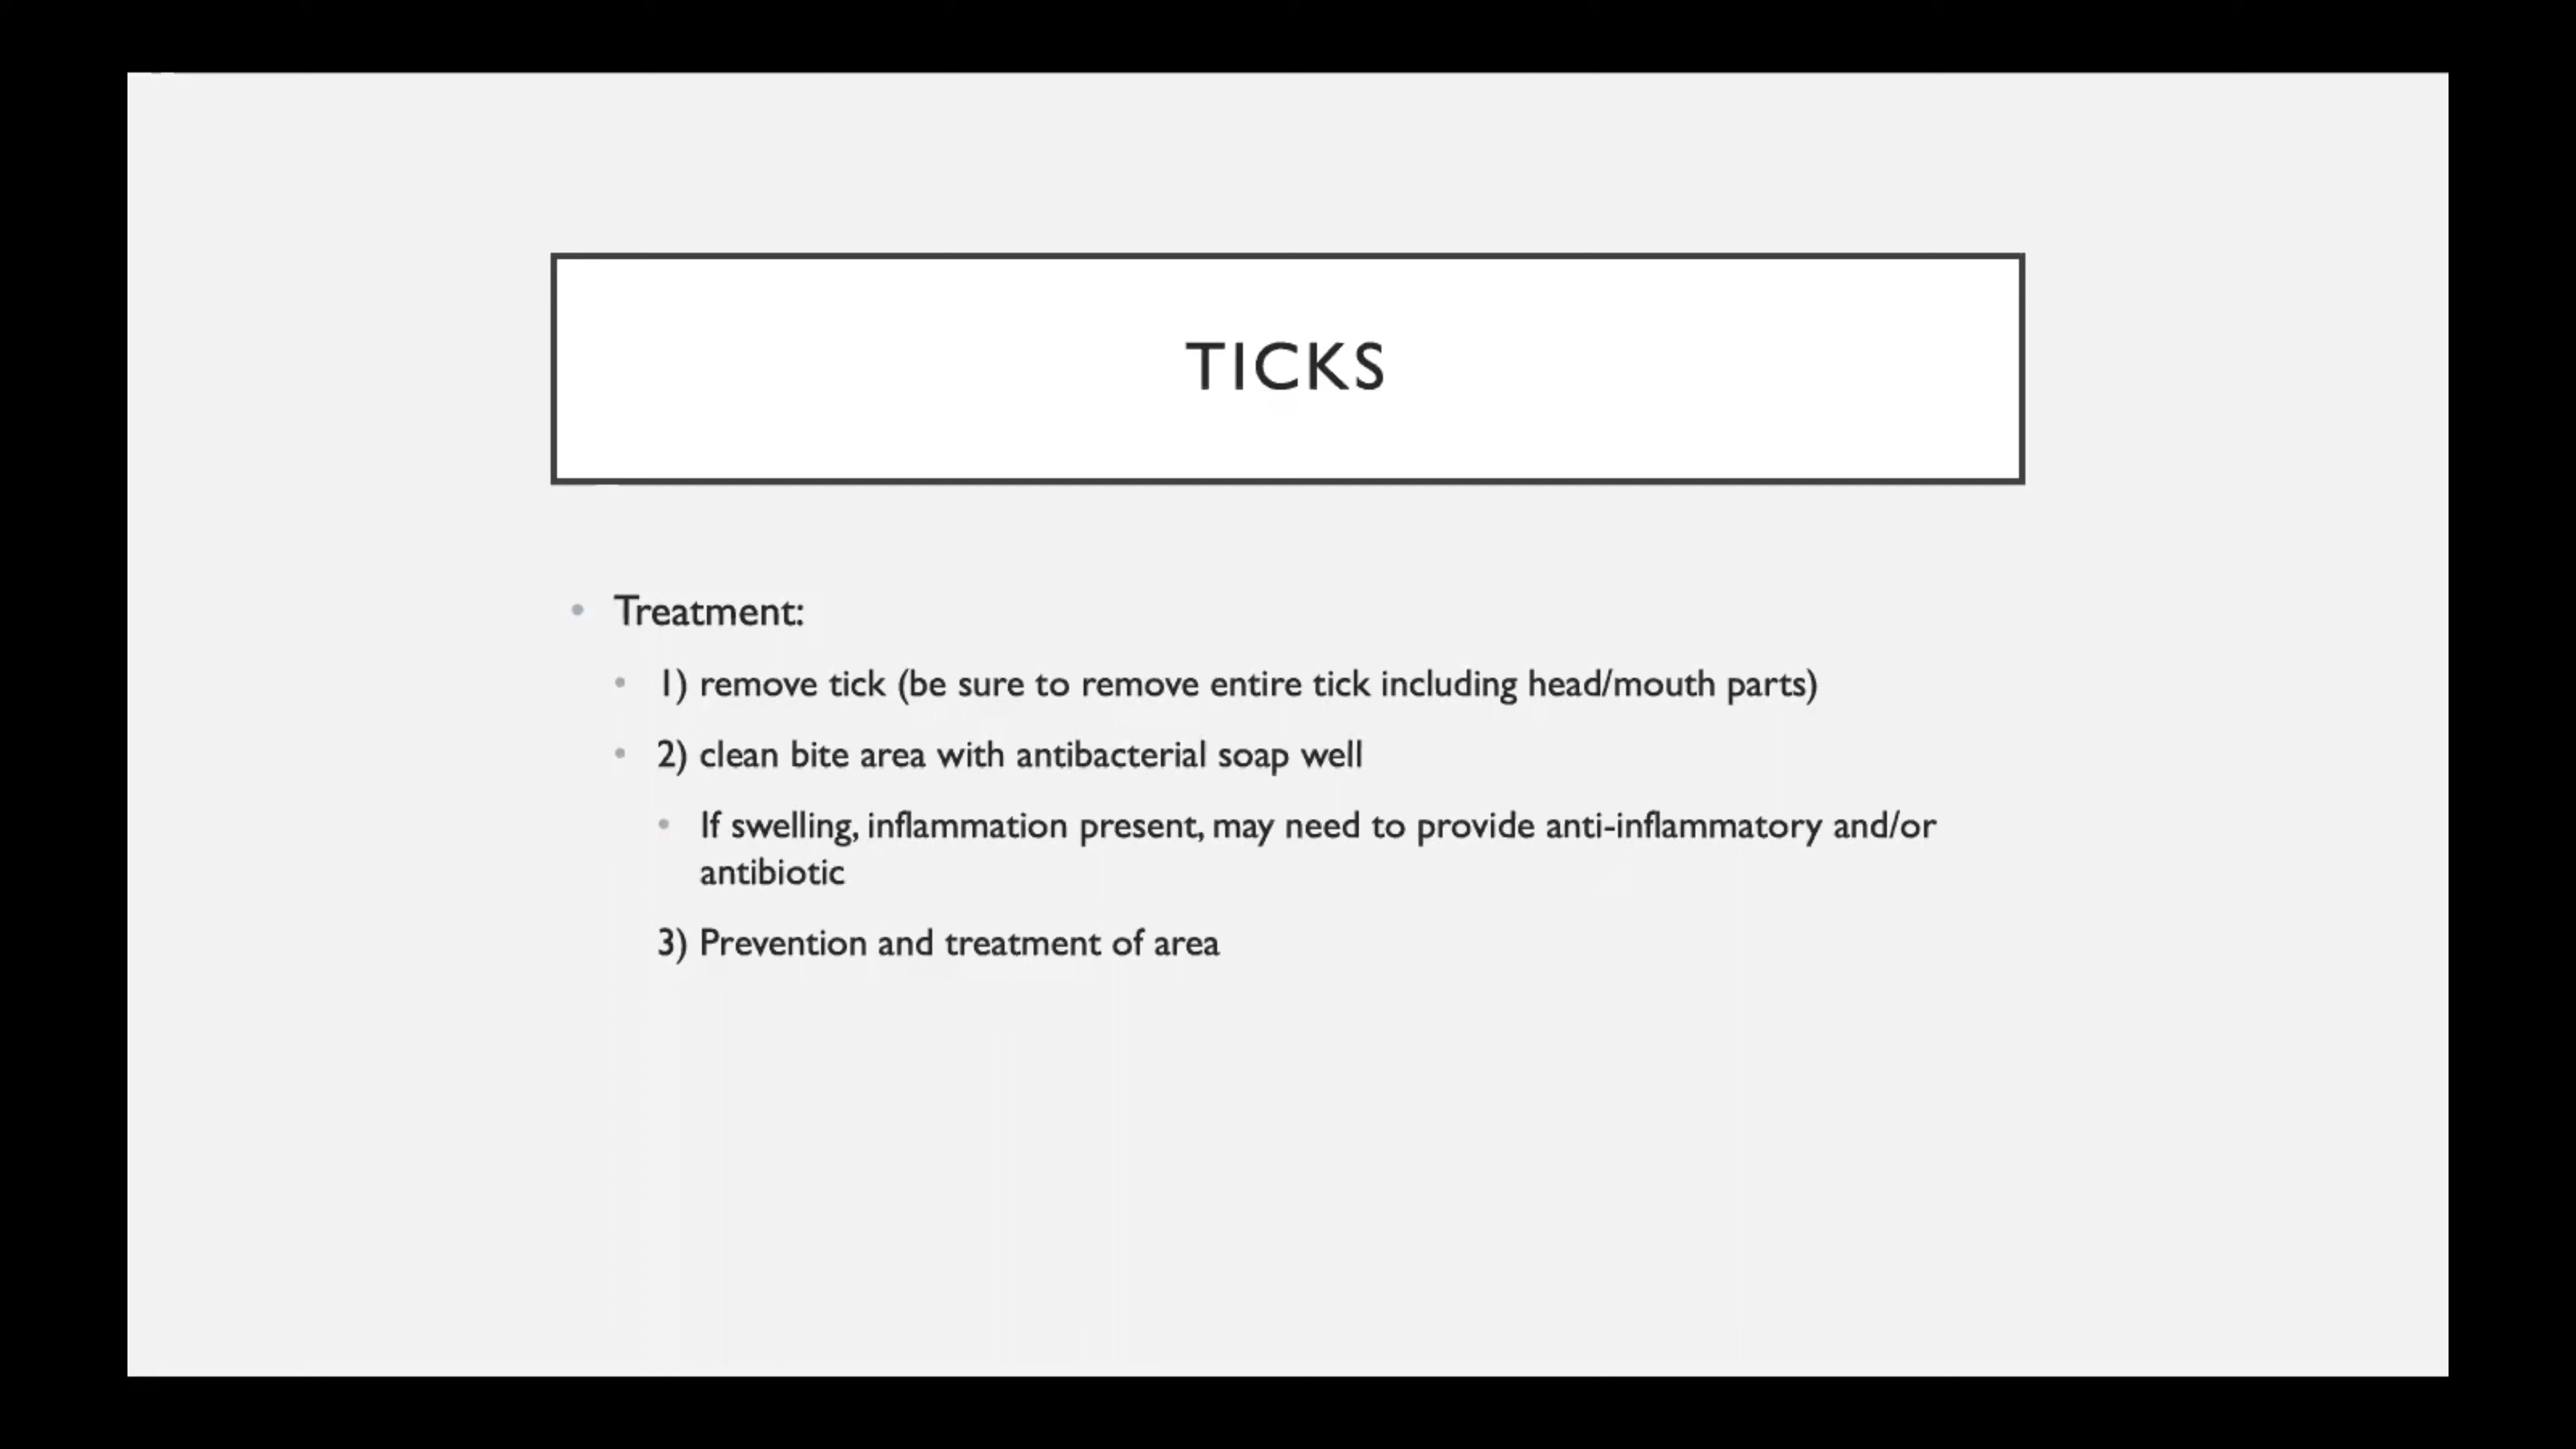 TICKS
• Treatment:
• 1) remove tick (be sure to remove entire tick including head/mouth parts)
• 2) clean bite area with antibacterial soap well
• If swelling, inflammation present, may need to provide anti-inflammatory and/or
antibiotic
3) Prevention and treatment of area